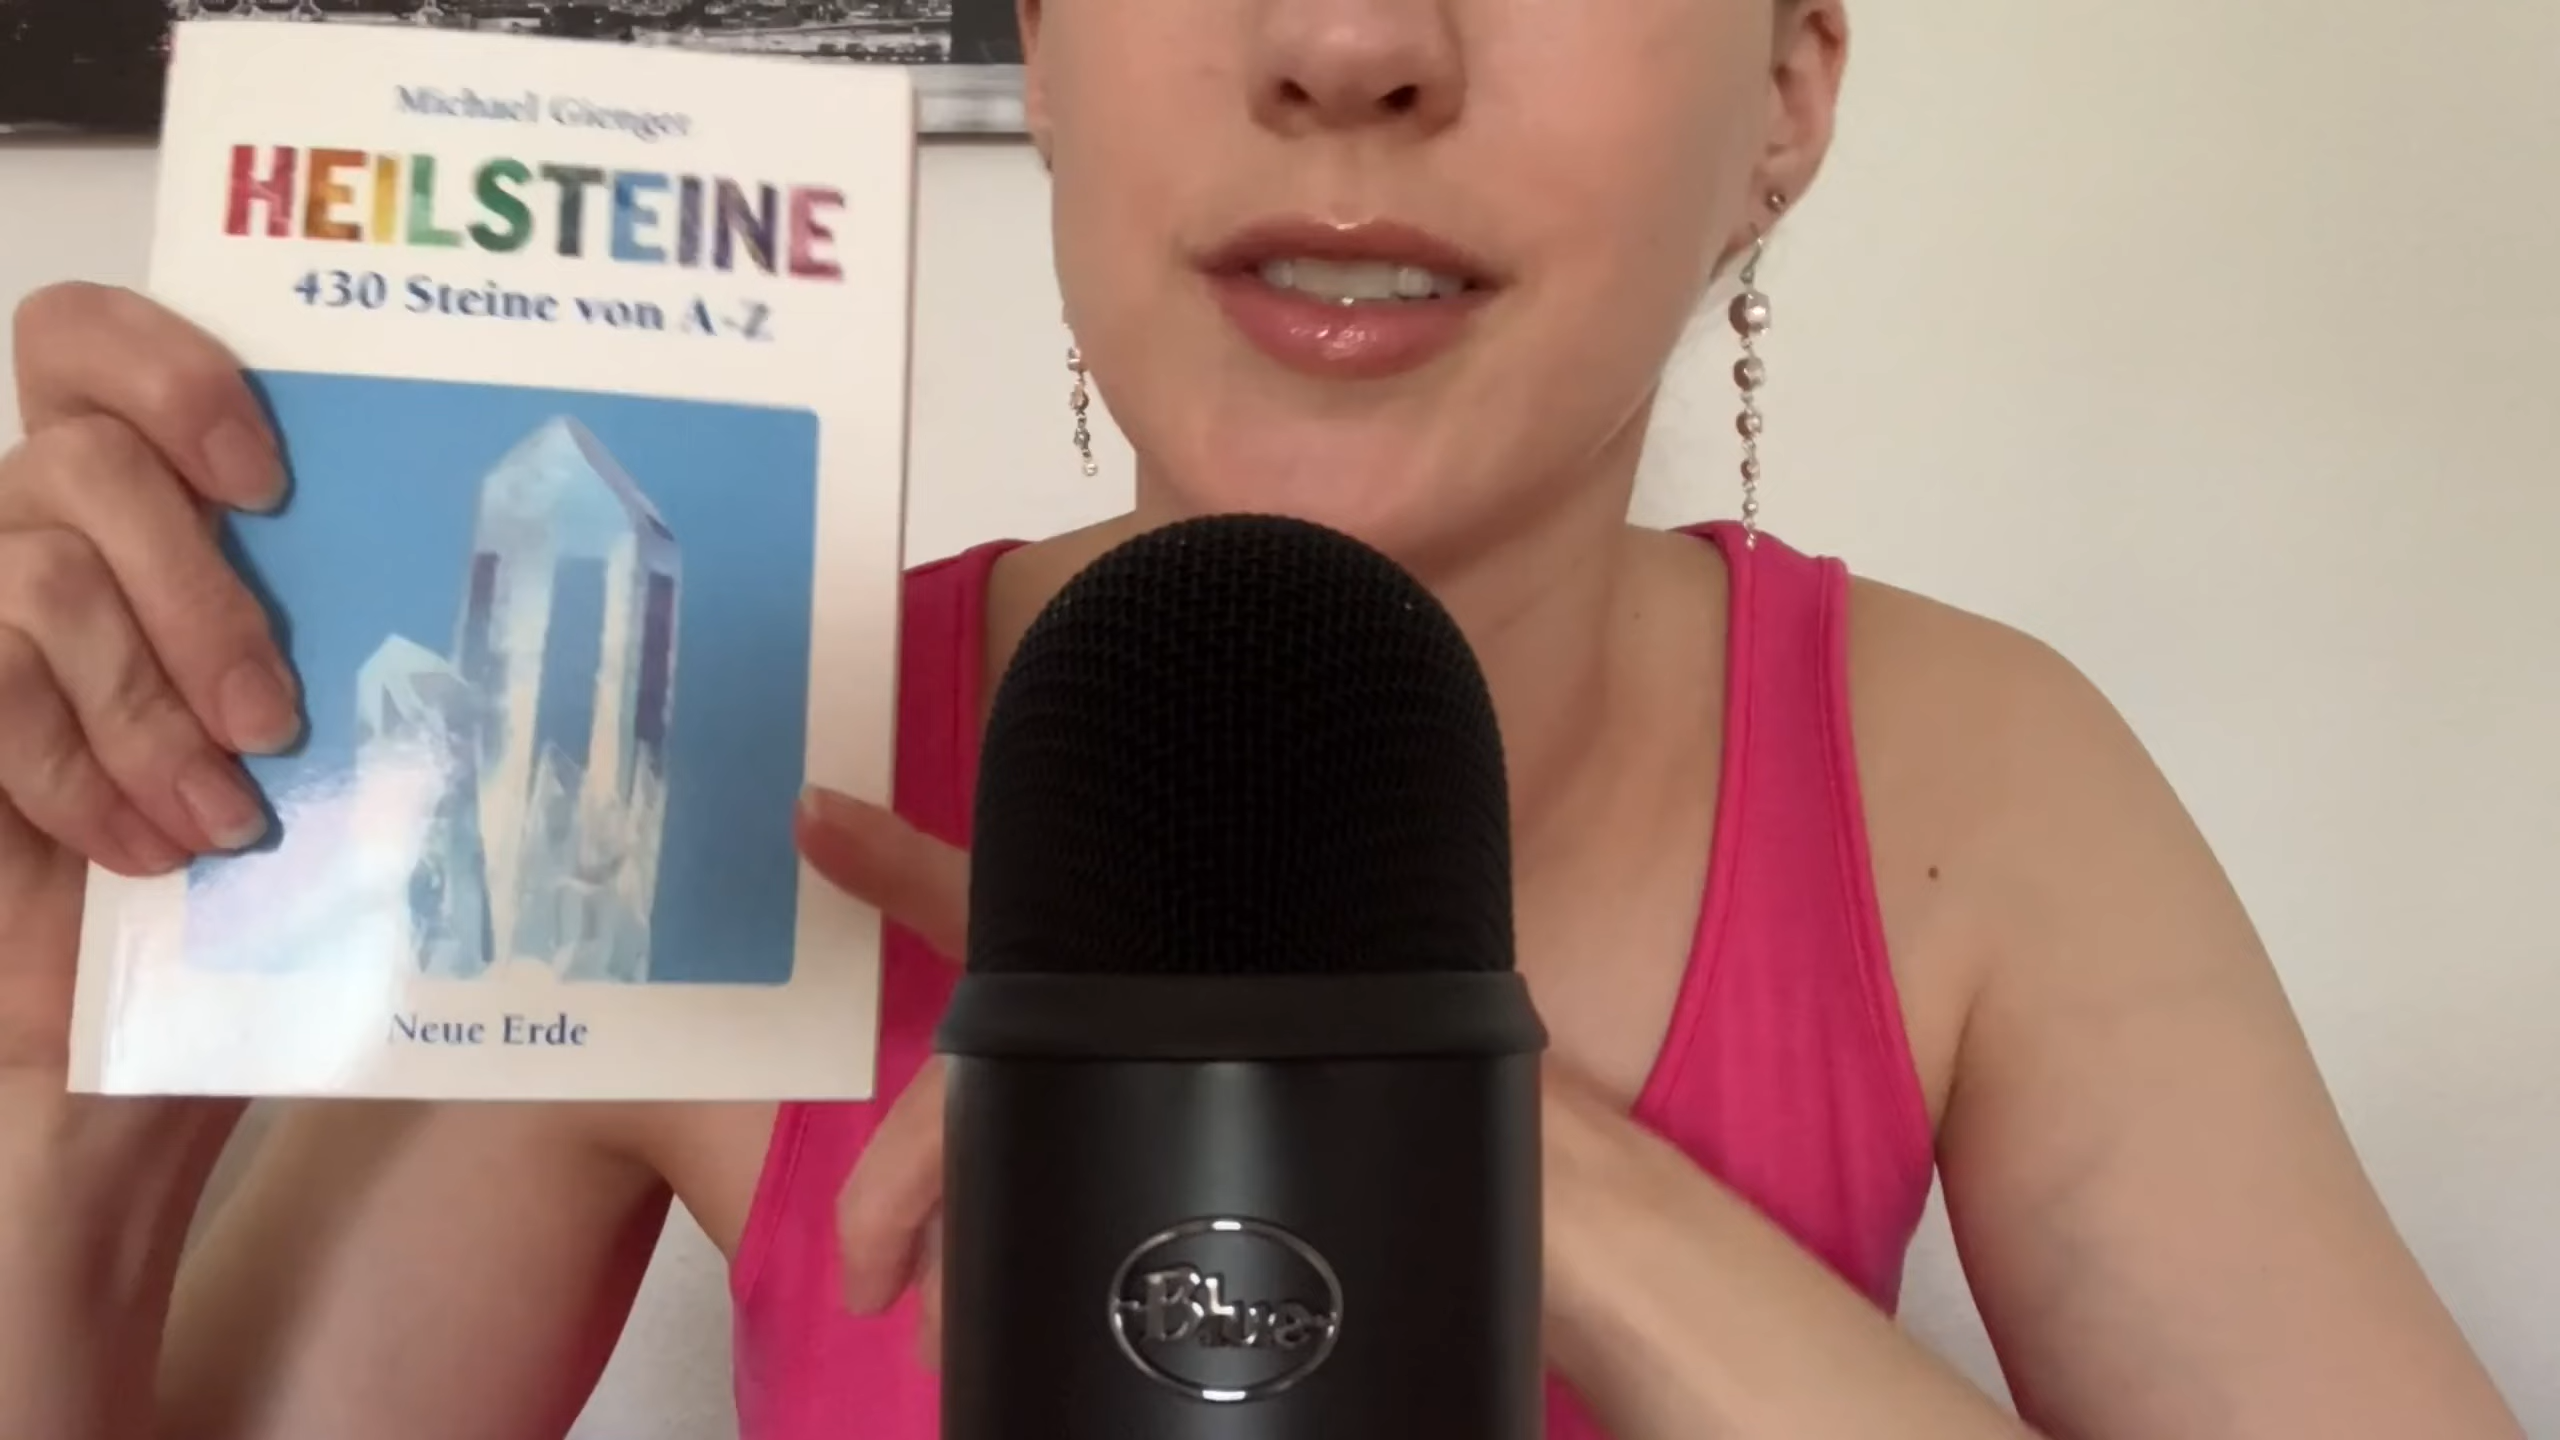 Michael Gienger
HEILSTEINE
430 Steine von A-Z
Neue Erde
Blue